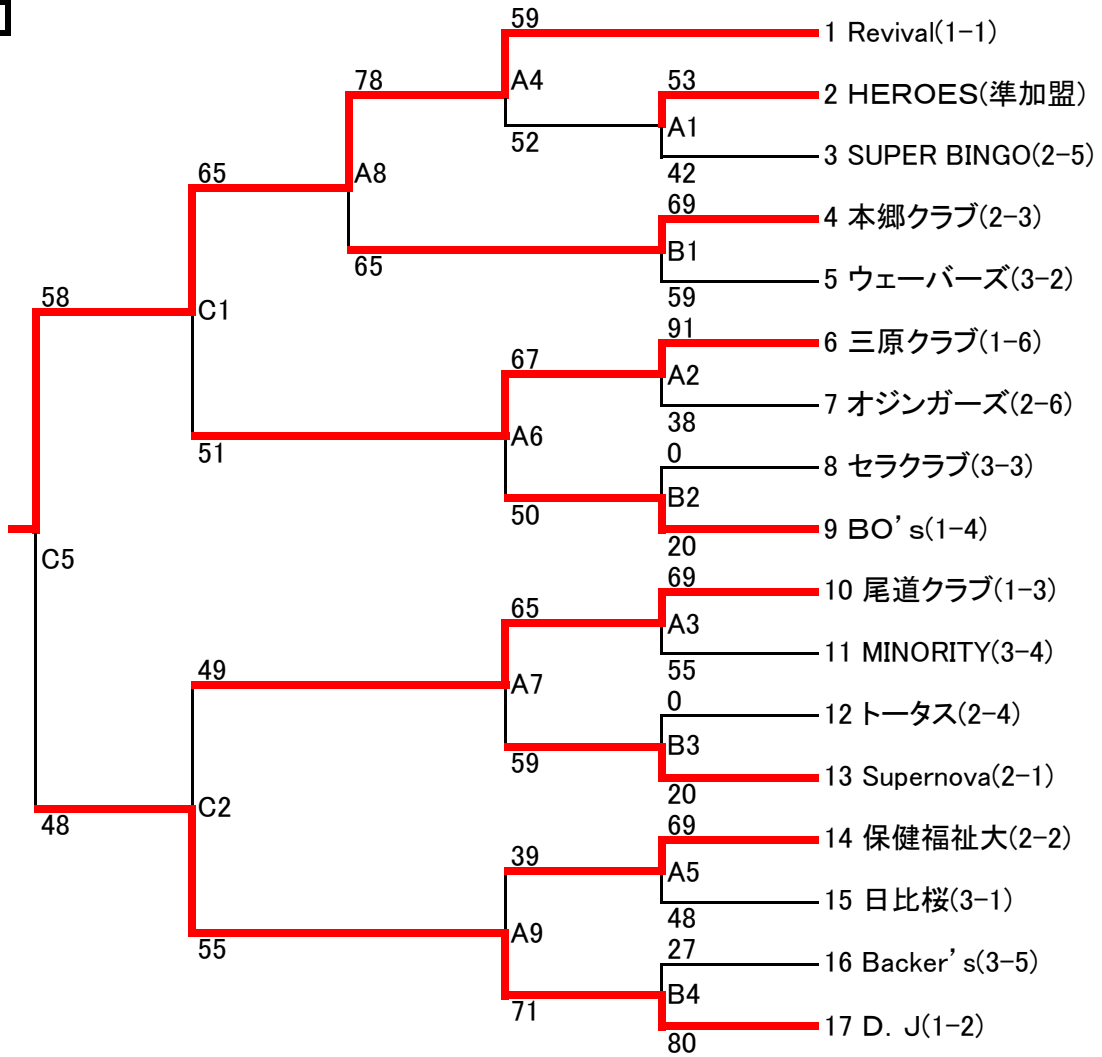 59
1 Revival(1-1)
78
A4
53
2 HEROES(準加盟)
A1
52
3 SUPER BINGO(2-5)
65
A8
42
69
4 本郷クラブ(2-3)
B1
65
5 ウェーバーズ(3-2)
58
C1
59
91
6 三原クラブ(1-6)
67
A2
7 オジンガーズ(2-6)
38
51
A6
0
8 セラクラブ(3-3)
B2
50
9 BO's(1-4)
20
C5
69
10 尾道クラブ(1-3)
65
A3
11 MINORITY(3-4)
49
55
A7
0
12 トータス(2-4)
B3
59
13 Supernova(2-1)
20
48
C2
69
14 保健福祉大(2-2)
39
A5
15 日比桜(3-1)
48
55
A9
27
16 Backer's(3-5)
B4
71
17 D. J(1-2)
80